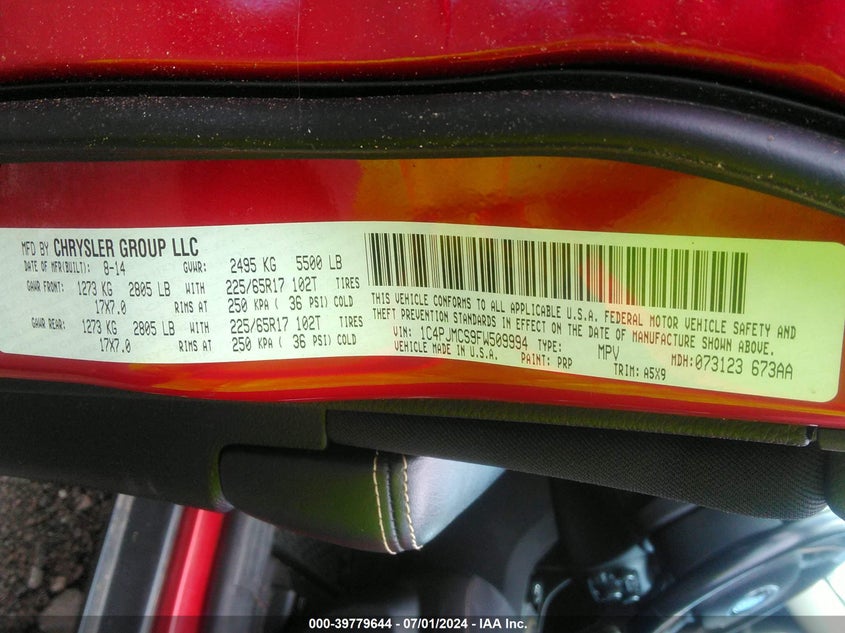 MFD BY CHRYSLER GROUP LLC
DATE OF MFR(BUILT): 8-14 GVWR: 2495 KG 5500 LB
GAWR FRONT: 1273 KG 2805 LB WITH 225/65R17 102T TIRES
17X7.0 RIMS AT 250 KPA ( 36 PSI) COLD
GAWR REAR: 1273 KG 2805 LB WITH 225/65R17 102T TIRES
17X7.0 RIMS AT 250 KPA ( 36 PSI) COLD
THIS VEHICLE CONFORMS TO ALL APPLICABLE U.S.A. FEDERAL MOTOR VEHICLE SAFETY AND
THEFT PREVENTION STANDARDS IN EFFECT ON THE DATE OF MANUFACTURE SHOWN ABOVE.
VIN: 1C4PJMCS9FW509994 TYPE: MPV MDH:073123 673AA
VEHICLE MADE IN U.S.A. PAINT: PRP TRIM: A5X9
000-39779644 / 07/01/2024 - IAA Inc.